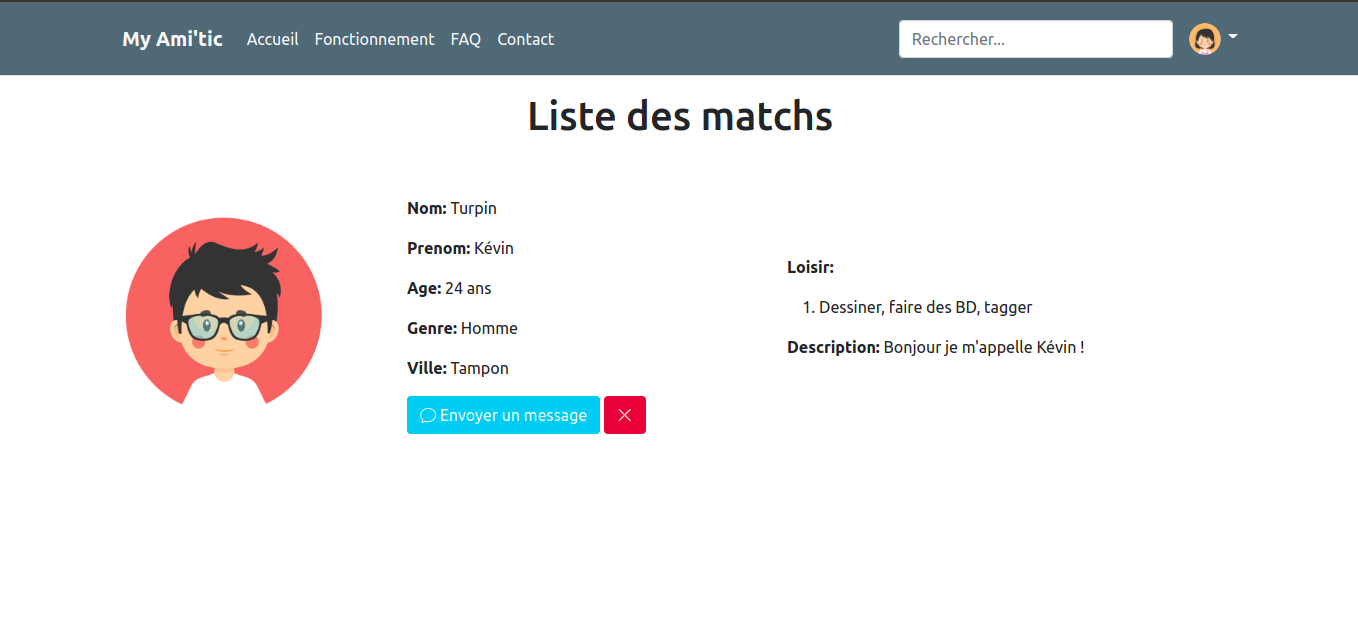 My Ami'tic Accueil Fonctionnement FAQ Contact Rechercher...
Liste des matchs
Nom: Turpin
Prenom: Kévin
Age: 24 ans
Genre: Homme
Ville: Tampon
Envoyer un message
Loisir:
1. Dessiner, faire des BD, tagger
Description: Bonjour je m'appelle Kévin !